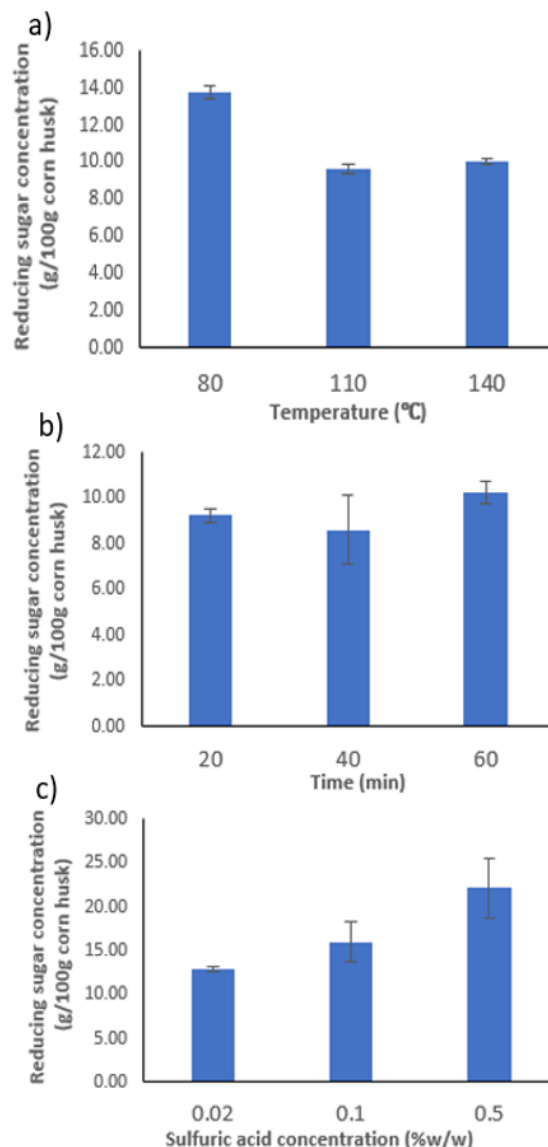 a)
Reducing sugar concentration
(g/100g corn husk)
16.00
14.00
12.00
10.00
8.00
6.00
4.00
2.00
0.00
80 110 140
Temperature (℃)
b)
Reducing sugar concentration
(g/100g corn husk)
12.00
10.00
8.00
6.00
4.00
2.00
0.00
20 40 60
Time (min)
c)
Reducing sugar concentration
(g/100g corn husk)
30.00
25.00
20.00
15.00
10.00
5.00
0.00
0.02 0.1 0.5
Sulfuric acid concentration (%w/w)